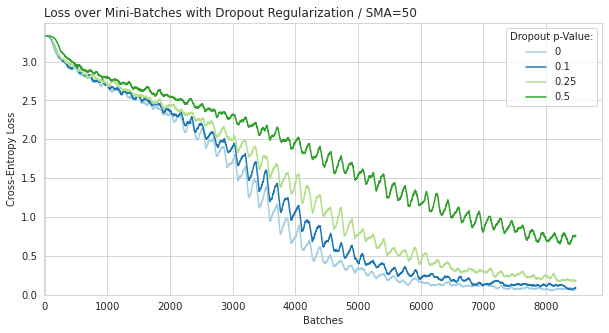 Loss over Mini-Batches with Dropout Regularization / SMA=50
Dropout p-Value:
0
0.1
0.25
0.5
Cross-Entropy Loss
3.0
2.5
2.0
1.5
1.0
0.5
0.0
0 1000 2000 3000 4000 5000 6000 7000 8000
Batches